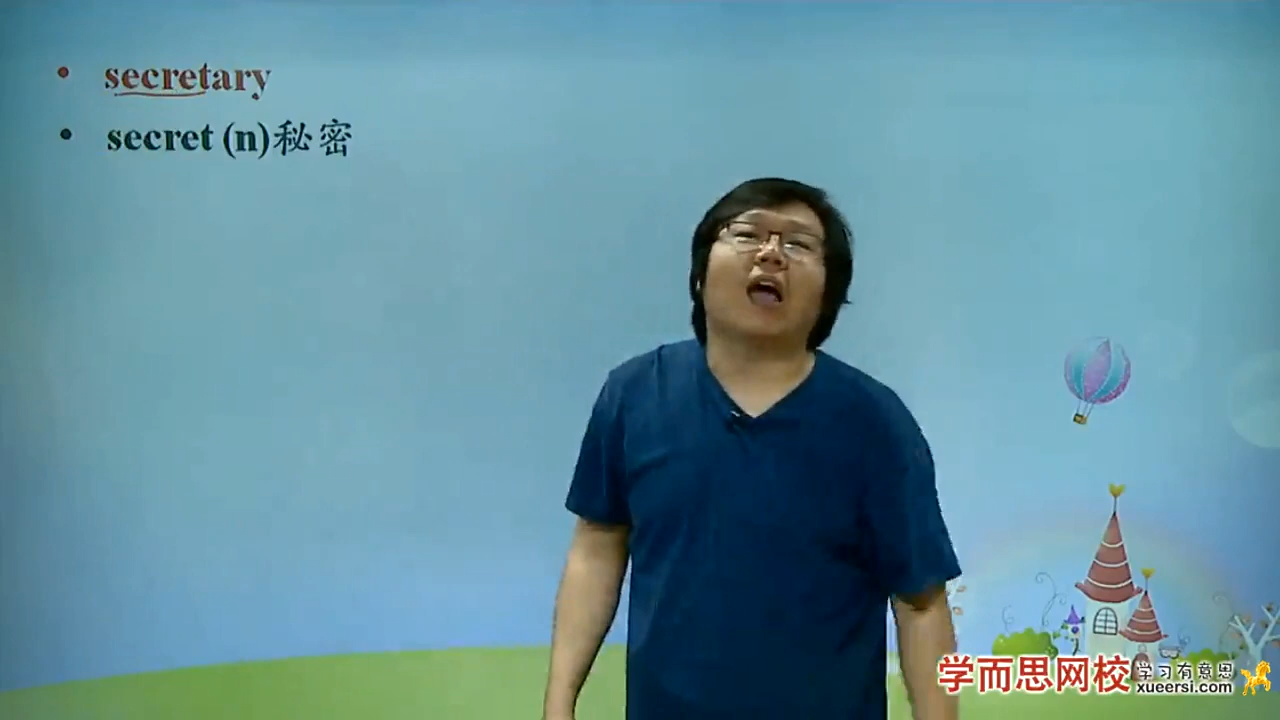 • secretary
• secret (n)秘密
学而思网校
学习有意思
xueersi.com